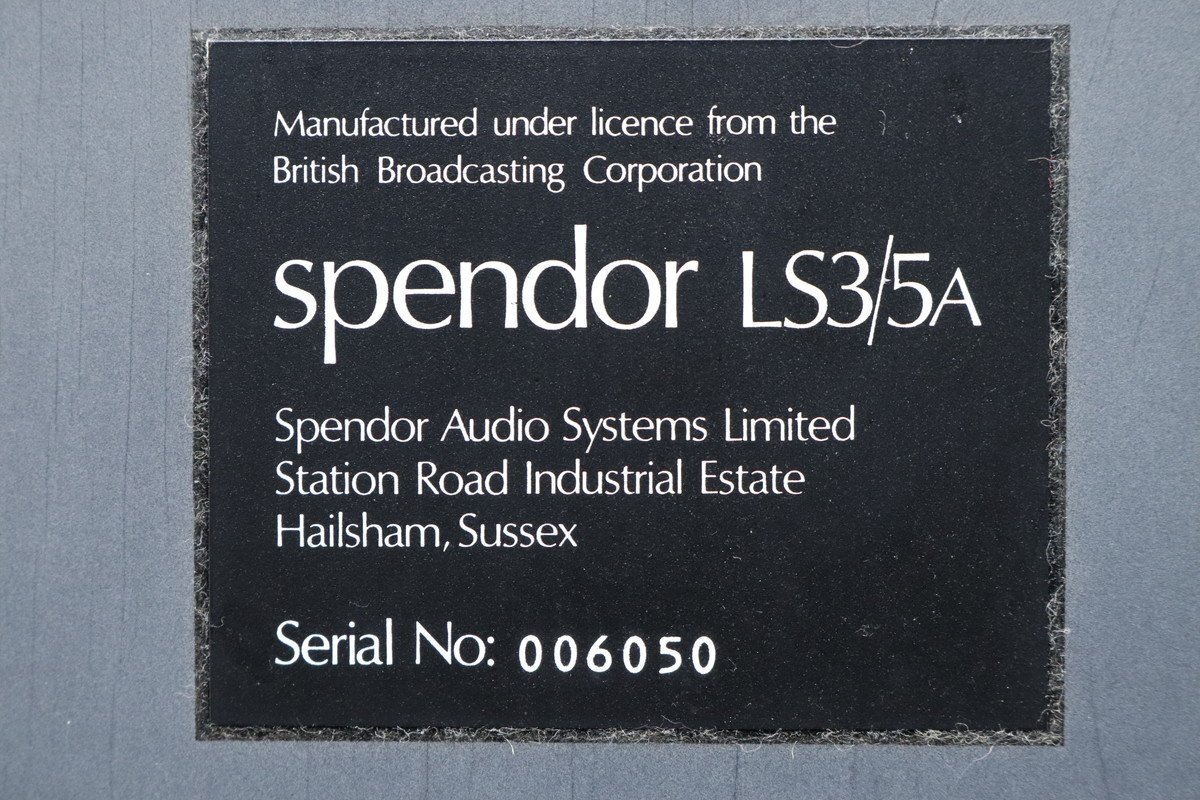 Manufactured under licence from the
British Broadcasting Corporation
spendor LS3/5A
Spendor Audio Systems Limited
Station Road Industrial Estate
Hailsham, Sussex
Serial No: 006050